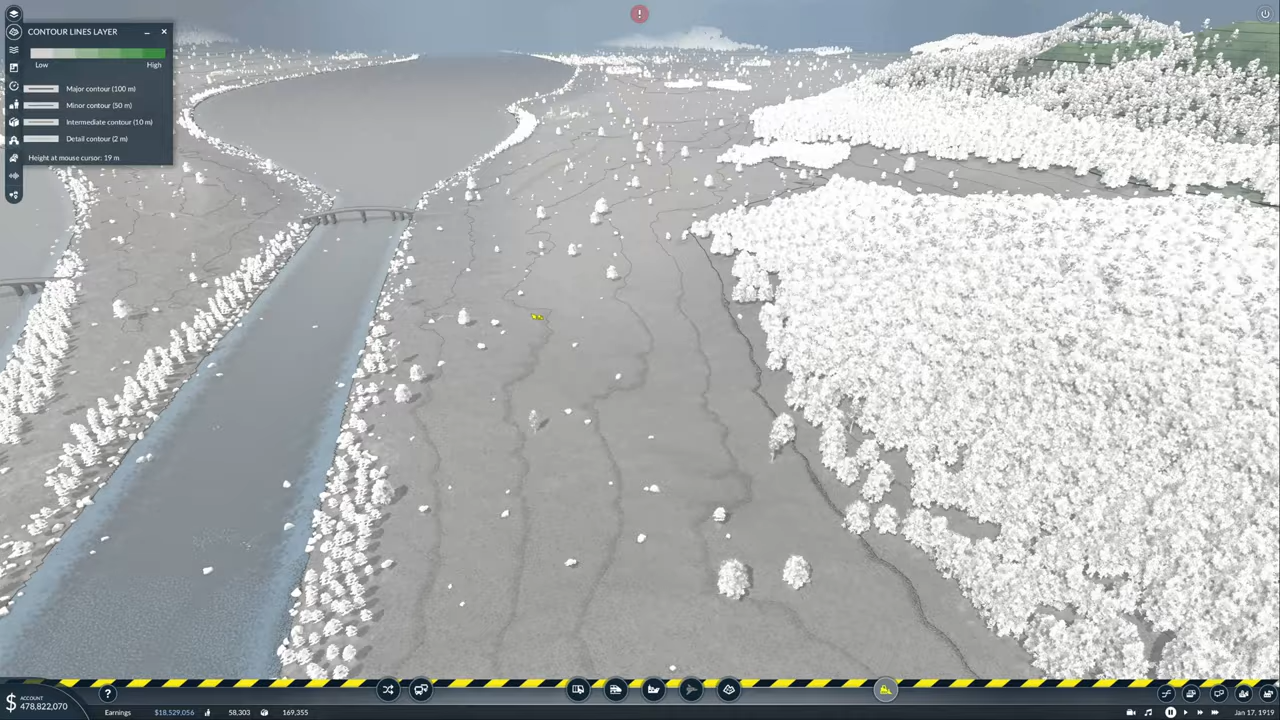 CONTOUR LINES LAYER
Low High
Major contour (100 m)
Minor contour (50 m)
Intermediate contour (10 m)
Detail contour (2 m)
Height at mouse cursor: 19 m
!
$ ACCOUNT
478,822,070
?
Earnings $18,529,056 58,303 169,355
Jan 17, 1919